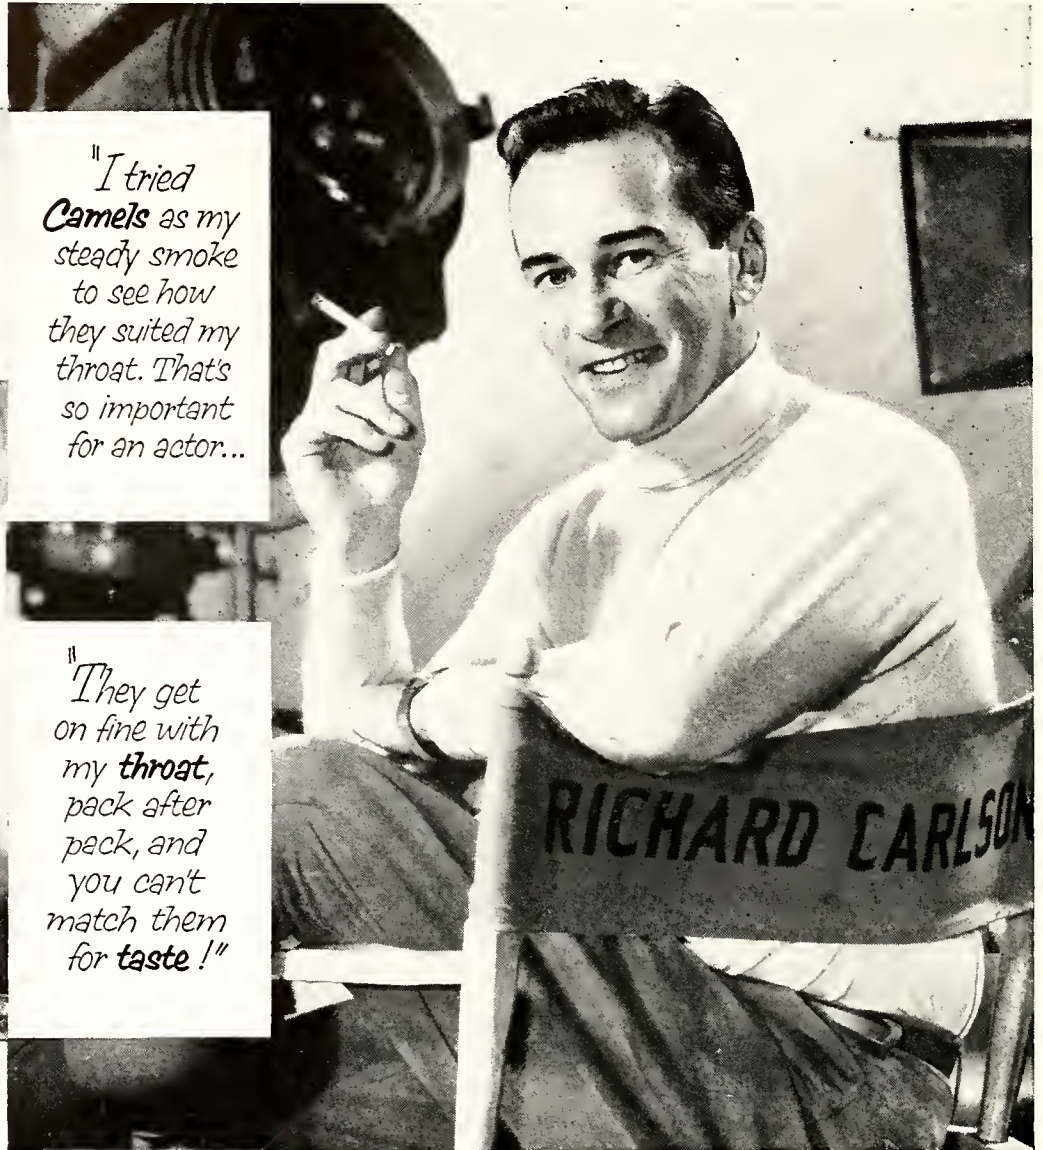 "I tried
Camels as my
steady smoke
to see how
they suited my
throat. That's
so important
for an actor...
"They get
on fine with
my throat,
pack after
pack, and
you can't
match them
for taste!"
RICHARD CARLSON